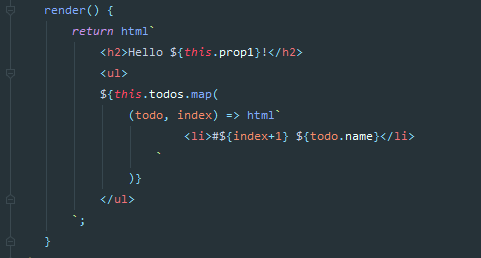 render() {
return html`
<h2>Hello ${this.prop1}!</h2>
<ul>
${this.todos.map(
(todo, index) => html`
<li>#${index+1} ${todo.name}</li>
`
)}
</ul>
`;
}